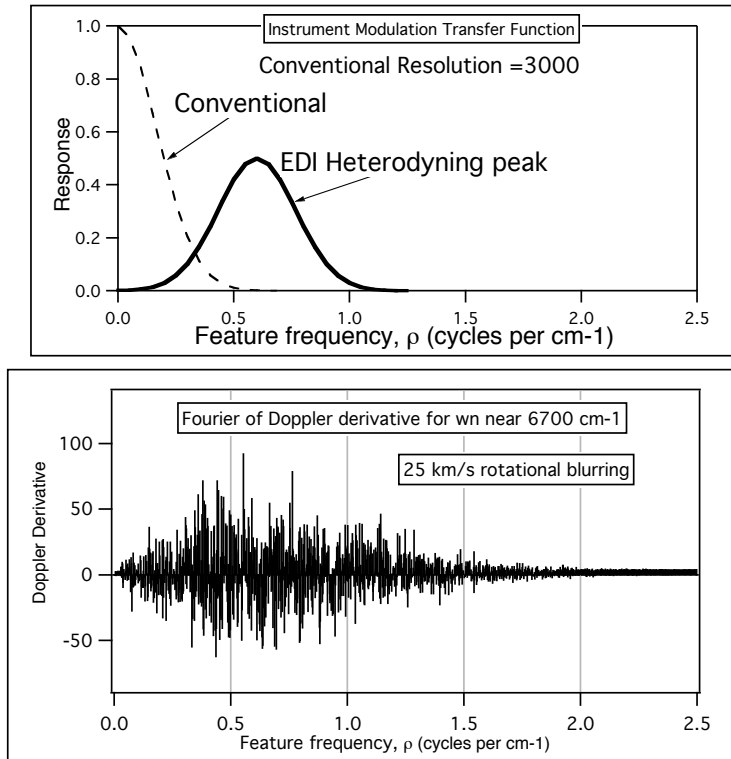 Instrument Modulation Transfer Function
Conventional Resolution =3000
Conventional
EDI Heterodyning peak
Response
1.0
0.8
0.6
0.4
0.2
0.0
0.0 0.5 1.0 1.5 2.0 2.5
Feature frequency, ρ (cycles per cm-1)
Fourier of Doppler derivative for wn near 6700 cm-1
25 km/s rotational blurring
Doppler Derivative
100
50
0
-50
0.0 0.5 1.0 1.5 2.0 2.5
Feature frequency, ρ (cycles per cm-1)